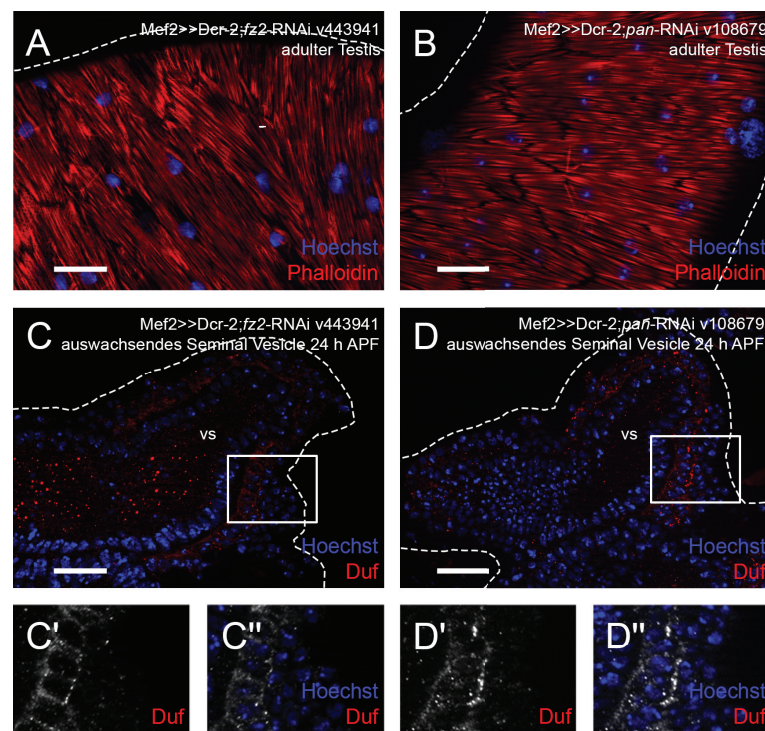 A
Mef2>>Dcr-2;fz2-RNAi v443941
adulter Testis
Hoechst
Phalloidin
B
Mef2>>Dcr-2;pan-RNAi v108679
adulter Testis
Hoechst
Phalloidin
C
Mef2>>Dcr-2;fz2-RNAi v443941
auswachsendes Seminal Vesicle 24 h APF
vs
Hoechst
Duf
D
Mef2>>Dcr-2;pan-RNAi v108679
auswachsendes Seminal Vesicle 24 h APF
vs
Hoechst
Duf
C'
Duf
C"
Hoechst
Duf
D'
Duf
D"
Hoechst
Duf